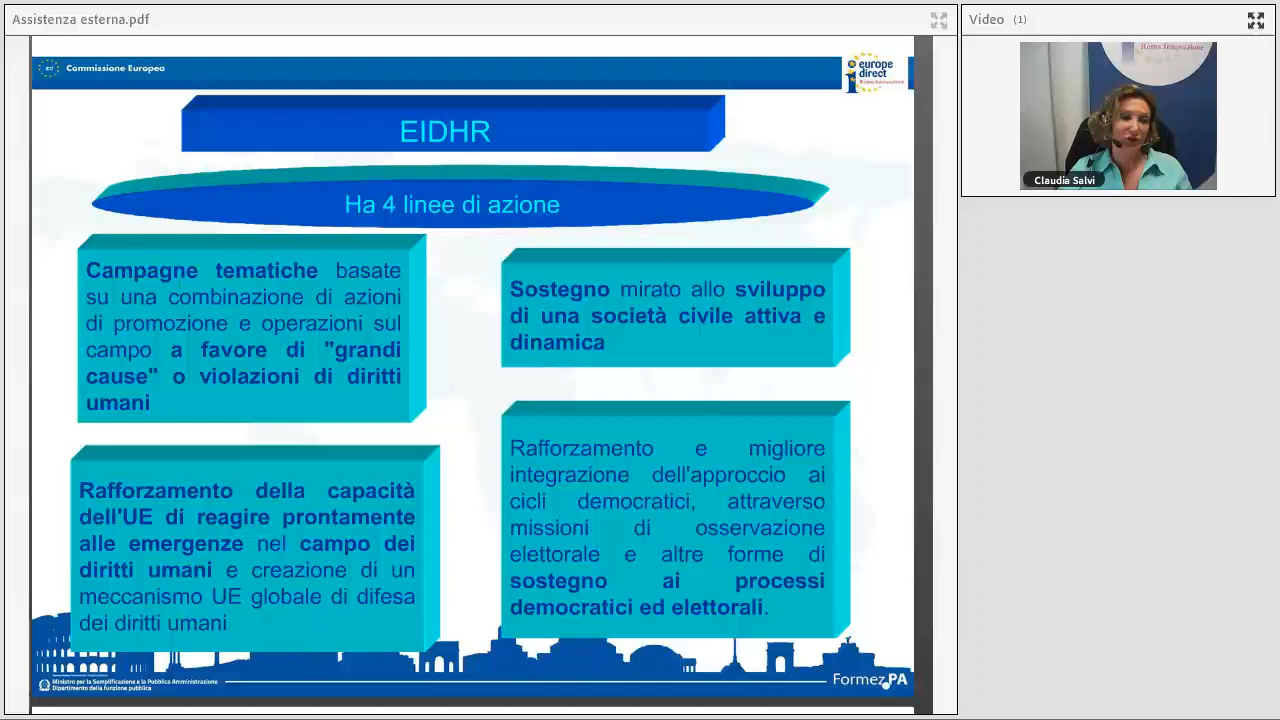 Assistenza esterna.pdf
Video (1)
Commissione Europea
europe
direct
Roma Innovazione
Roma Innovazione
Claudia Salvi
EIDHR
Ha 4 linee di azione
Campagne tematiche basate
su una combinazione di azioni
di promozione e operazioni sul
campo a favore di "grandi
cause" o violazioni di diritti
umani
Sostegno mirato allo sviluppo
di una società civile attiva e
dinamica
Rafforzamento della capacità
dell'UE di reagire prontamente
alle emergenze nel campo dei
diritti umani e creazione di un
meccanismo UE globale di difesa
dei diritti umani
Rafforzamento e migliore
integrazione dell'approccio ai
cicli democratici, attraverso
missioni di osservazione
elettorale e altre forme di
sostegno ai processi
democratici ed elettorali.
Ministro per la Semplificazione e la Pubblica Amministrazione
Dipartimento della funzione pubblica
FormezPA